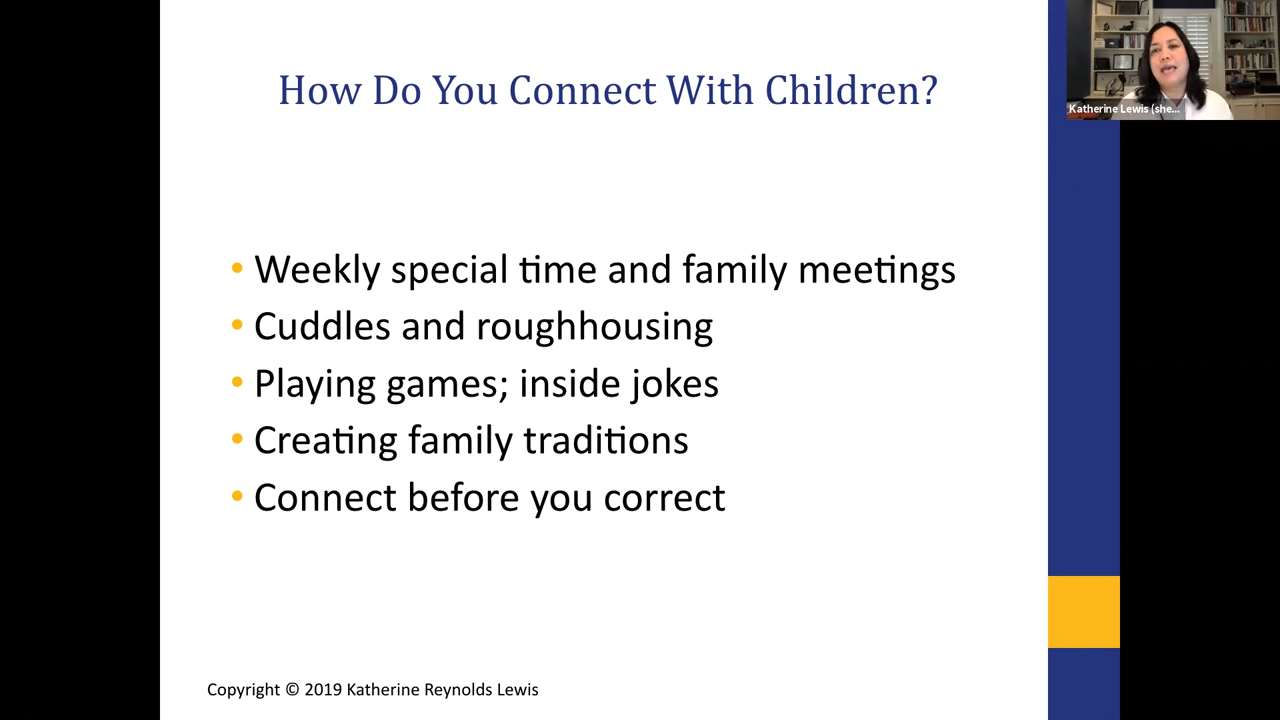 How Do You Connect With Children?
Katherine Lewis (she...
• Weekly special time and family meetings
• Cuddles and roughhousing
• Playing games; inside jokes
• Creating family traditions
• Connect before you correct
Copyright © 2019 Katherine Reynolds Lewis